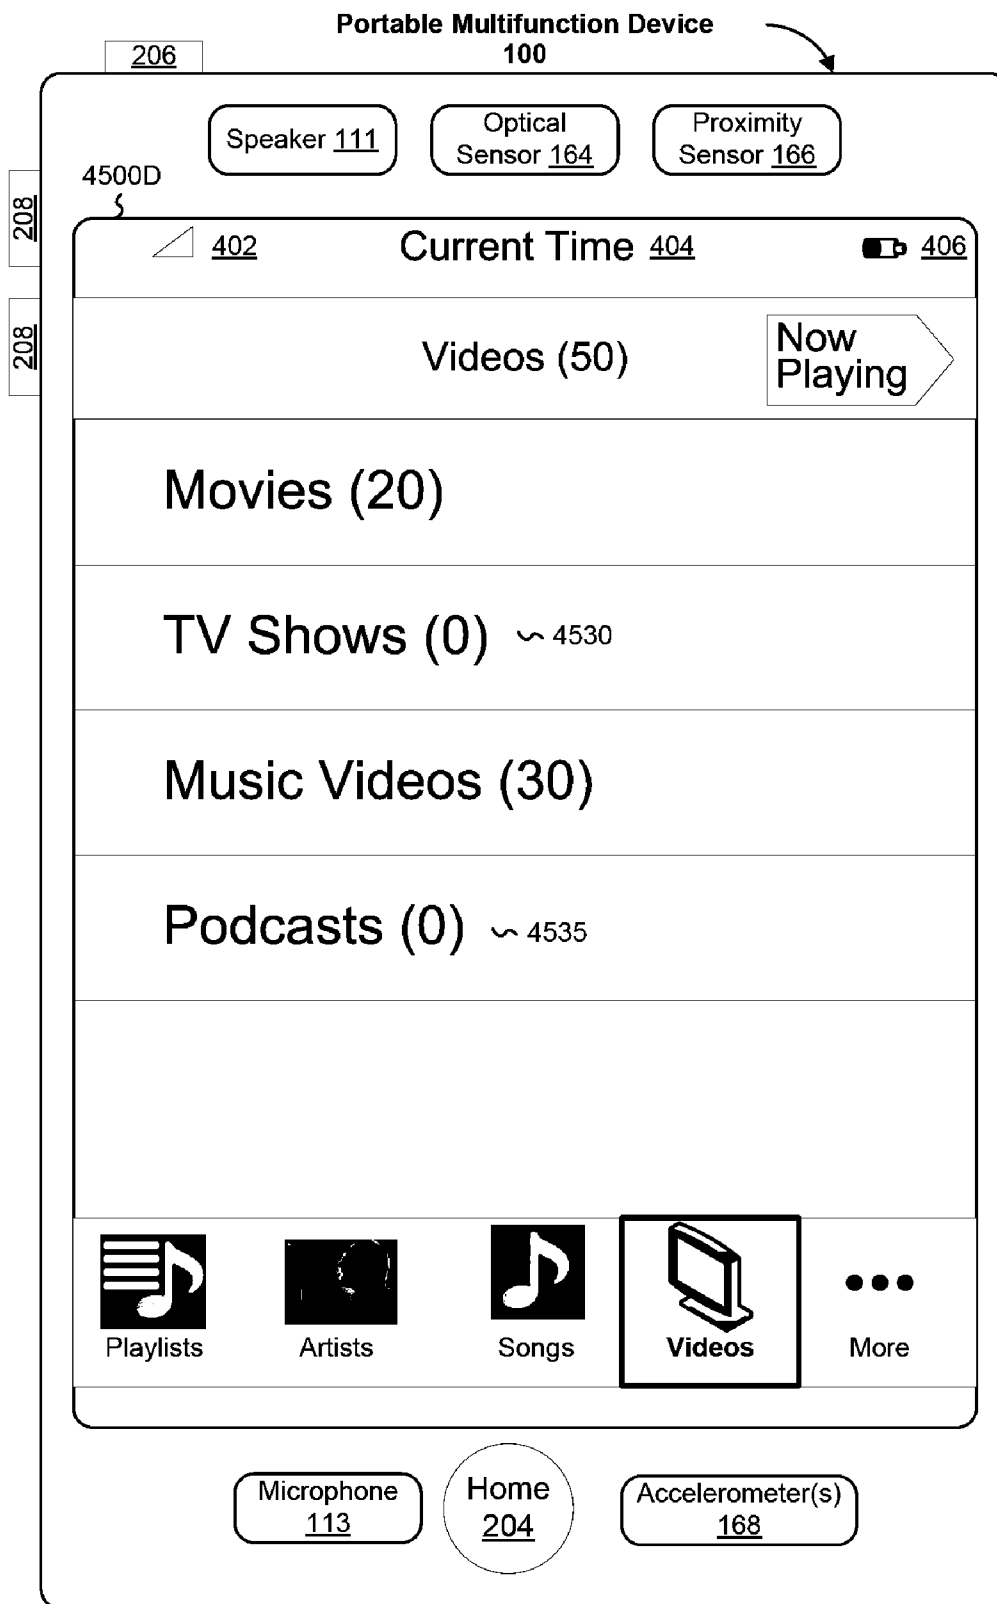 Portable Multifunction Device
100
206
Speaker 111
Optical
Sensor 164
Proximity
Sensor 166
4500D
208
208
402
Current Time 404
406
Videos (50)
Now
Playing
Movies (20)
TV Shows (0)
4530
Music Videos (30)
Podcasts (0)
4535
Playlists
Artists
Songs
Videos
More
Microphone
113
Home
204
Accelerometer(s)
168